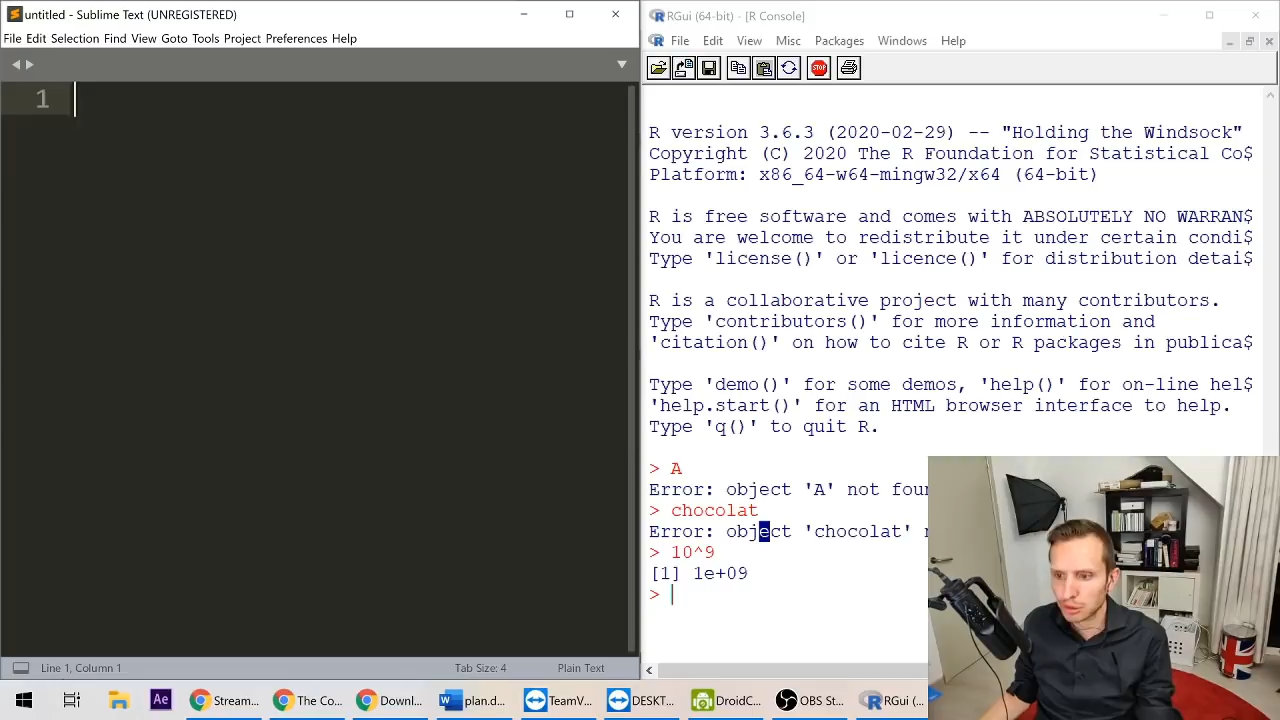 untitled - Sublime Text (UNREGISTERED)
File Edit Selection Find View Goto Tools Project Preferences Help
1
Line 1, Column 1
Tab Size: 4
Plain Text
RGui (64-bit) - [R Console]
File Edit View Misc Packages Windows Help
STOP
R version 3.6.3 (2020-02-29) -- "Holding the Windsock"
Copyright (C) 2020 The R Foundation for Statistical Co$
Platform: x86_64-w64-mingw32/x64 (64-bit)
R is free software and comes with ABSOLUTELY NO WARRAN$
You are welcome to redistribute it under certain condi$
Type 'license()' or 'licence()' for distribution detai$
R is a collaborative project with many contributors.
Type 'contributors()' for more information and
'citation()' on how to cite R or R packages in publica$
Type 'demo()' for some demos, 'help()' for on-line hel$
'help.start()' for an HTML browser interface to help.
Type 'q()' to quit R.
> A
Error: object 'A' not foun
> chocolat
Error: object 'chocolat'
> 10^9
[1] 1e+09
>
Ae
Stream...
The Co...
Downl...
plan.d...
TeamV...
DESKT...
DroidC...
OBS St...
RGui (...